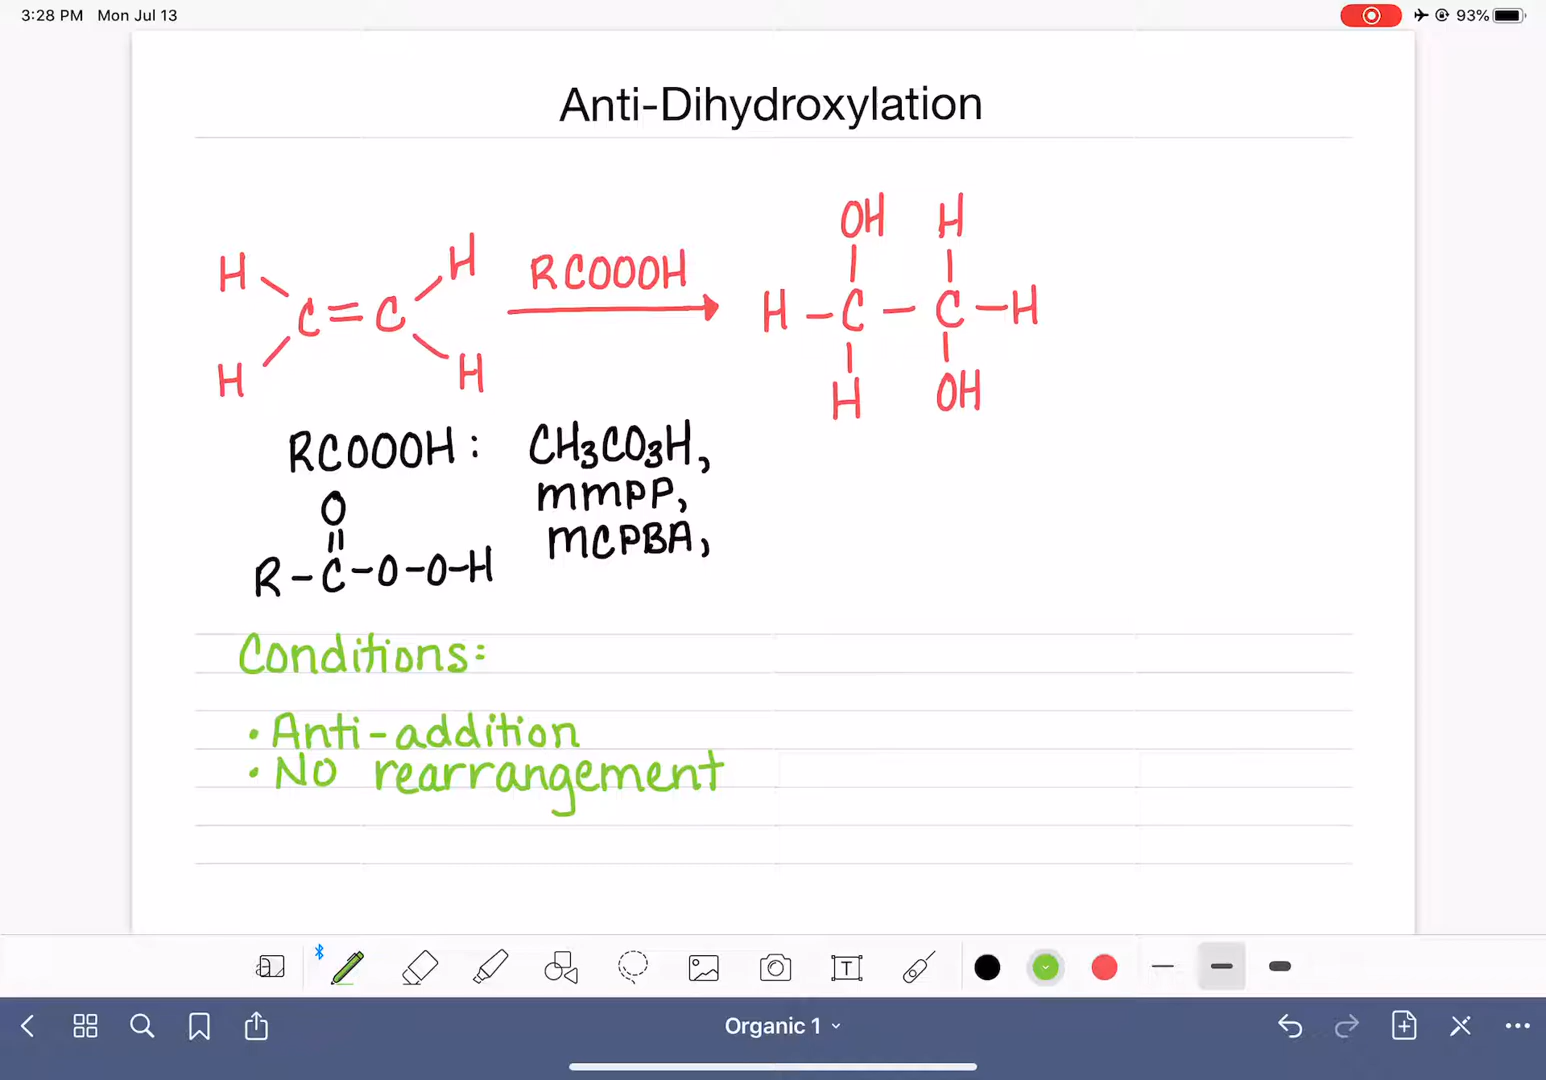 3:28 PM Mon Jul 13
93%
Anti-Dihydroxylation
OH H
H H
RCOOOH
C=C
H-C-C-H
H H
H OH
RCOOOH: CH₃CO₃H,
mmPP,
O
mCPBA,
R-C-O-O-H
Conditions:
• Anti-addition
• No rearrangement
T
Organic 1